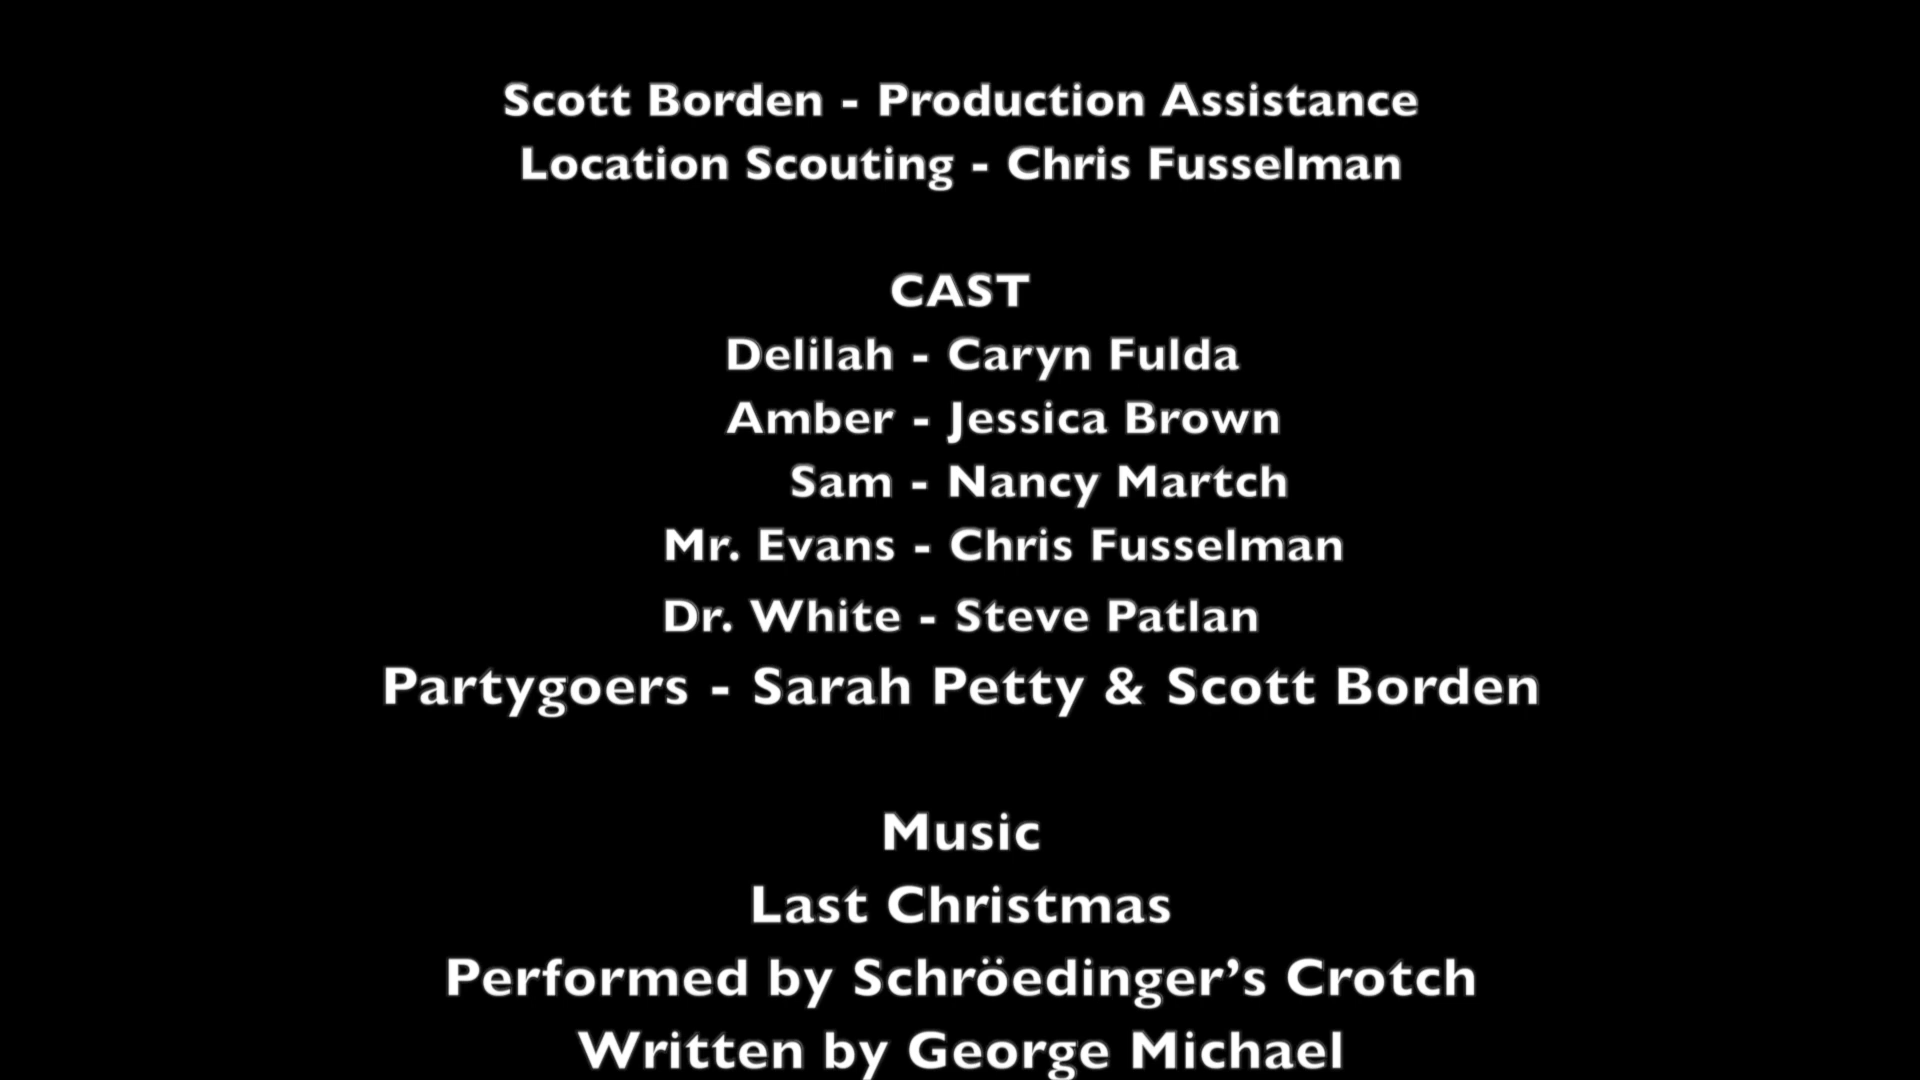 Scott Borden - Production Assistance
Location Scouting - Chris Fusselman
CAST
Delilah - Caryn Fulda
Amber - Jessica Brown
Sam - Nancy Martch
Mr. Evans - Chris Fusselman
Dr. White - Steve Patlan
Partygoers - Sarah Petty & Scott Borden
Music
Last Christmas
Performed by Schröedinger’s Crotch
Written by George Michael